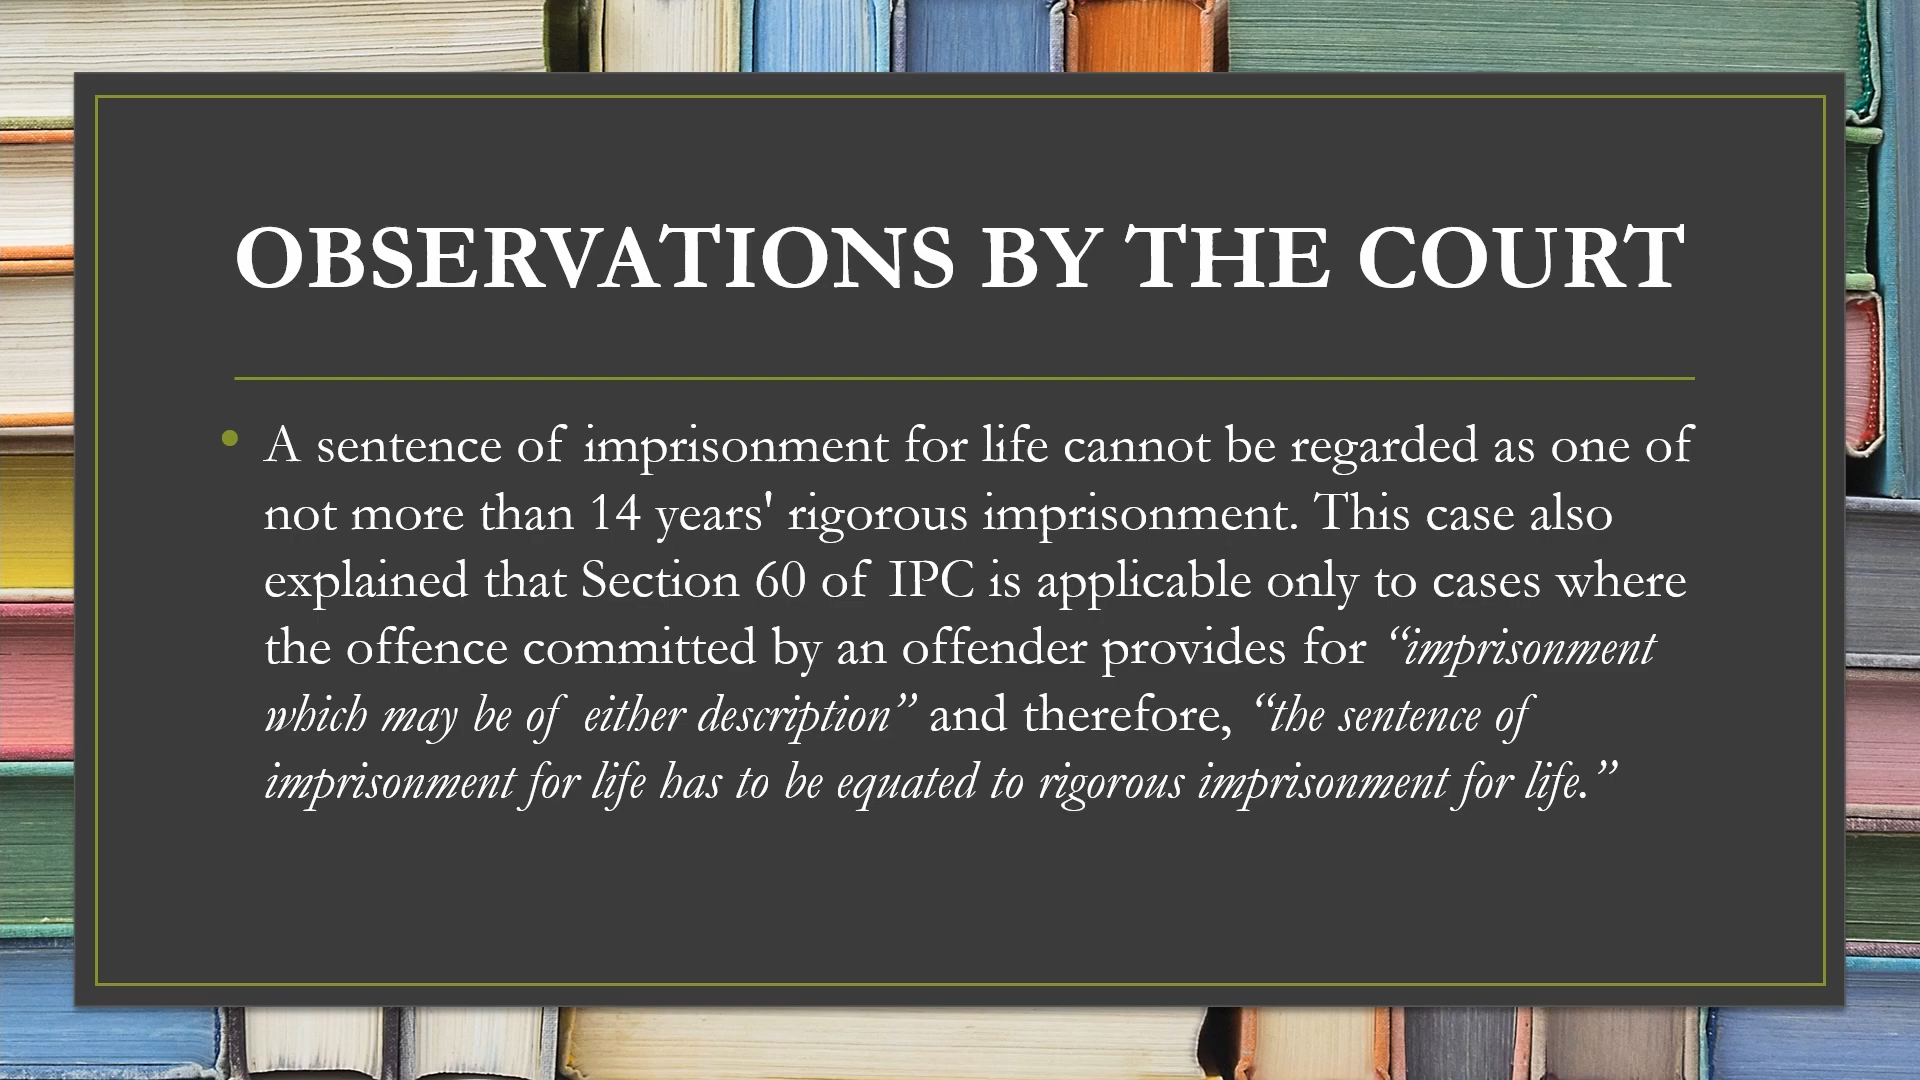 OBSERVATIONS BY THE COURT
• A sentence of imprisonment for life cannot be regarded as one of
not more than 14 years' rigorous imprisonment. This case also
explained that Section 60 of IPC is applicable only to cases where
the offence committed by an offender provides for “imprisonment
which may be of either description” and therefore, “the sentence of
imprisonment for life has to be equated to rigorous imprisonment for life.”